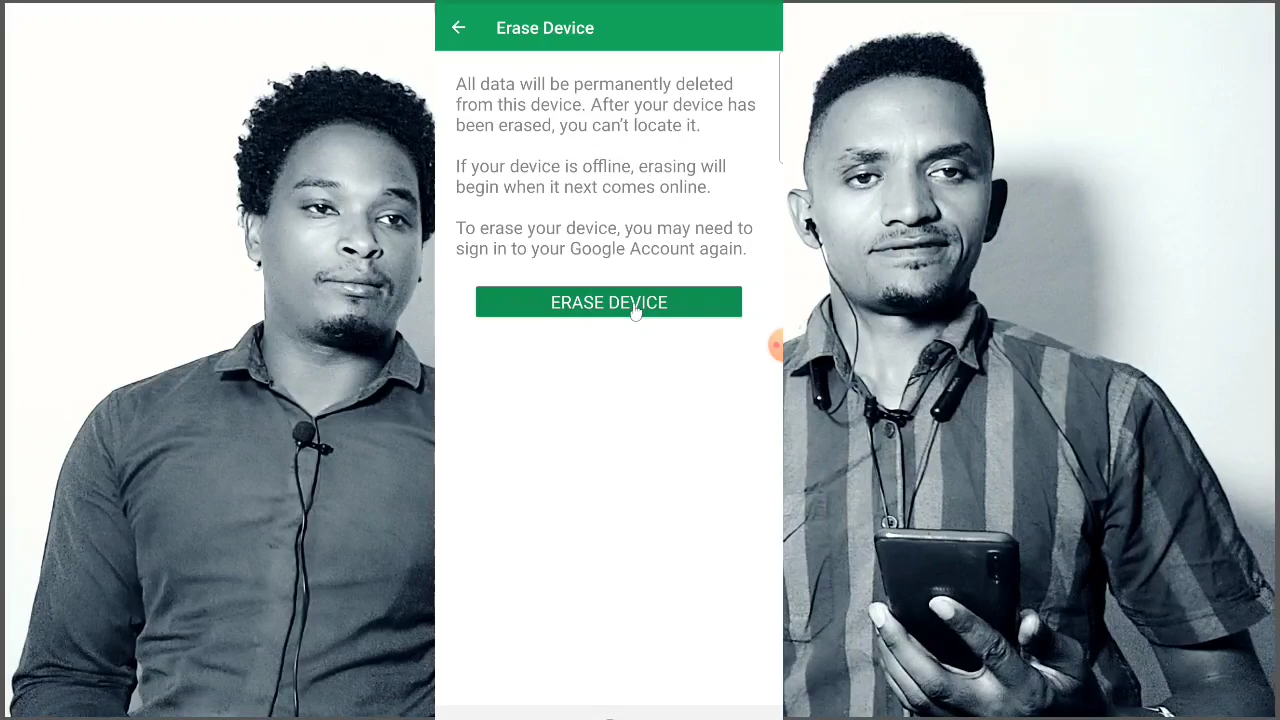 Erase Device
All data will be permanently deleted
from this device. After your device has
been erased, you can’t locate it.
If your device is offline, erasing will
begin when it next comes online.
To erase your device, you may need to
sign in to your Google Account again.
ERASE DEVICE